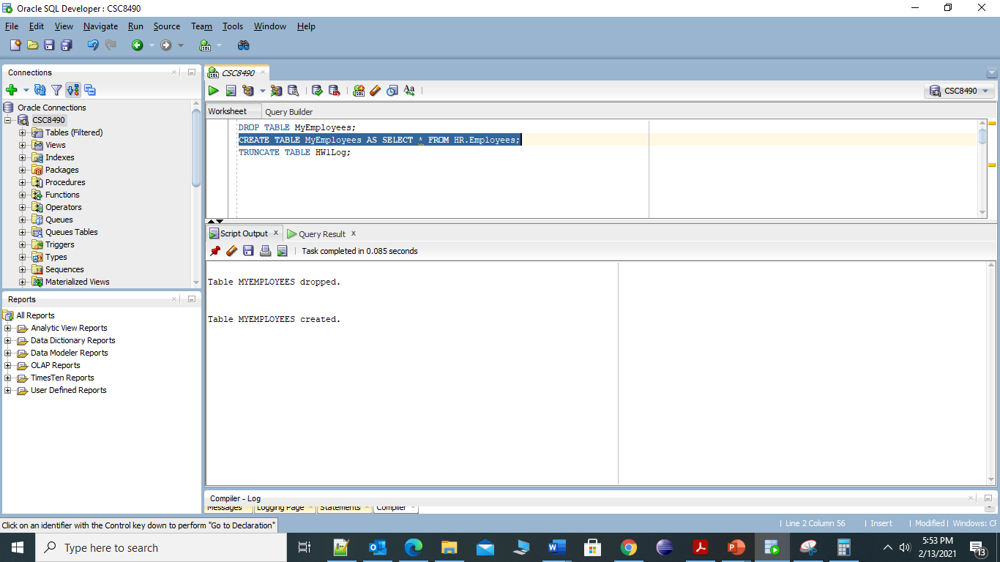 Oracle SQL Developer : CSC8490
File Edit View Navigate Run Source Team Tools Window Help
Connections
Oracle Connections
CSC8490
Tables (Filtered)
Views
Indexes
Packages
Procedures
Functions
Operators
Queues
Queues Tables
Triggers
Types
Sequences
Materialized Views
Reports
All Reports
Analytic View Reports
Data Dictionary Reports
Data Modeler Reports
OLAP Reports
TimesTen Reports
User Defined Reports
CSC8490
CSC8490
Worksheet Query Builder
DROP TABLE MyEmployees;
CREATE TABLE MyEmployees AS SELECT * FROM HR.Employees;
TRUNCATE TABLE HW1Log;
Script Output x Query Result x
Task completed in 0.085 seconds
Table MYEMPLOYEES dropped.
Table MYEMPLOYEES created.
Compiler - Log
Messages Logging Page Statements Compiler
Click on an identifier with the Control key down to perform "Go to Declaration"
Line 2 Column 56 | Insert | Modified | Windows: CF
Type here to search
5:53 PM
2/13/2021
13